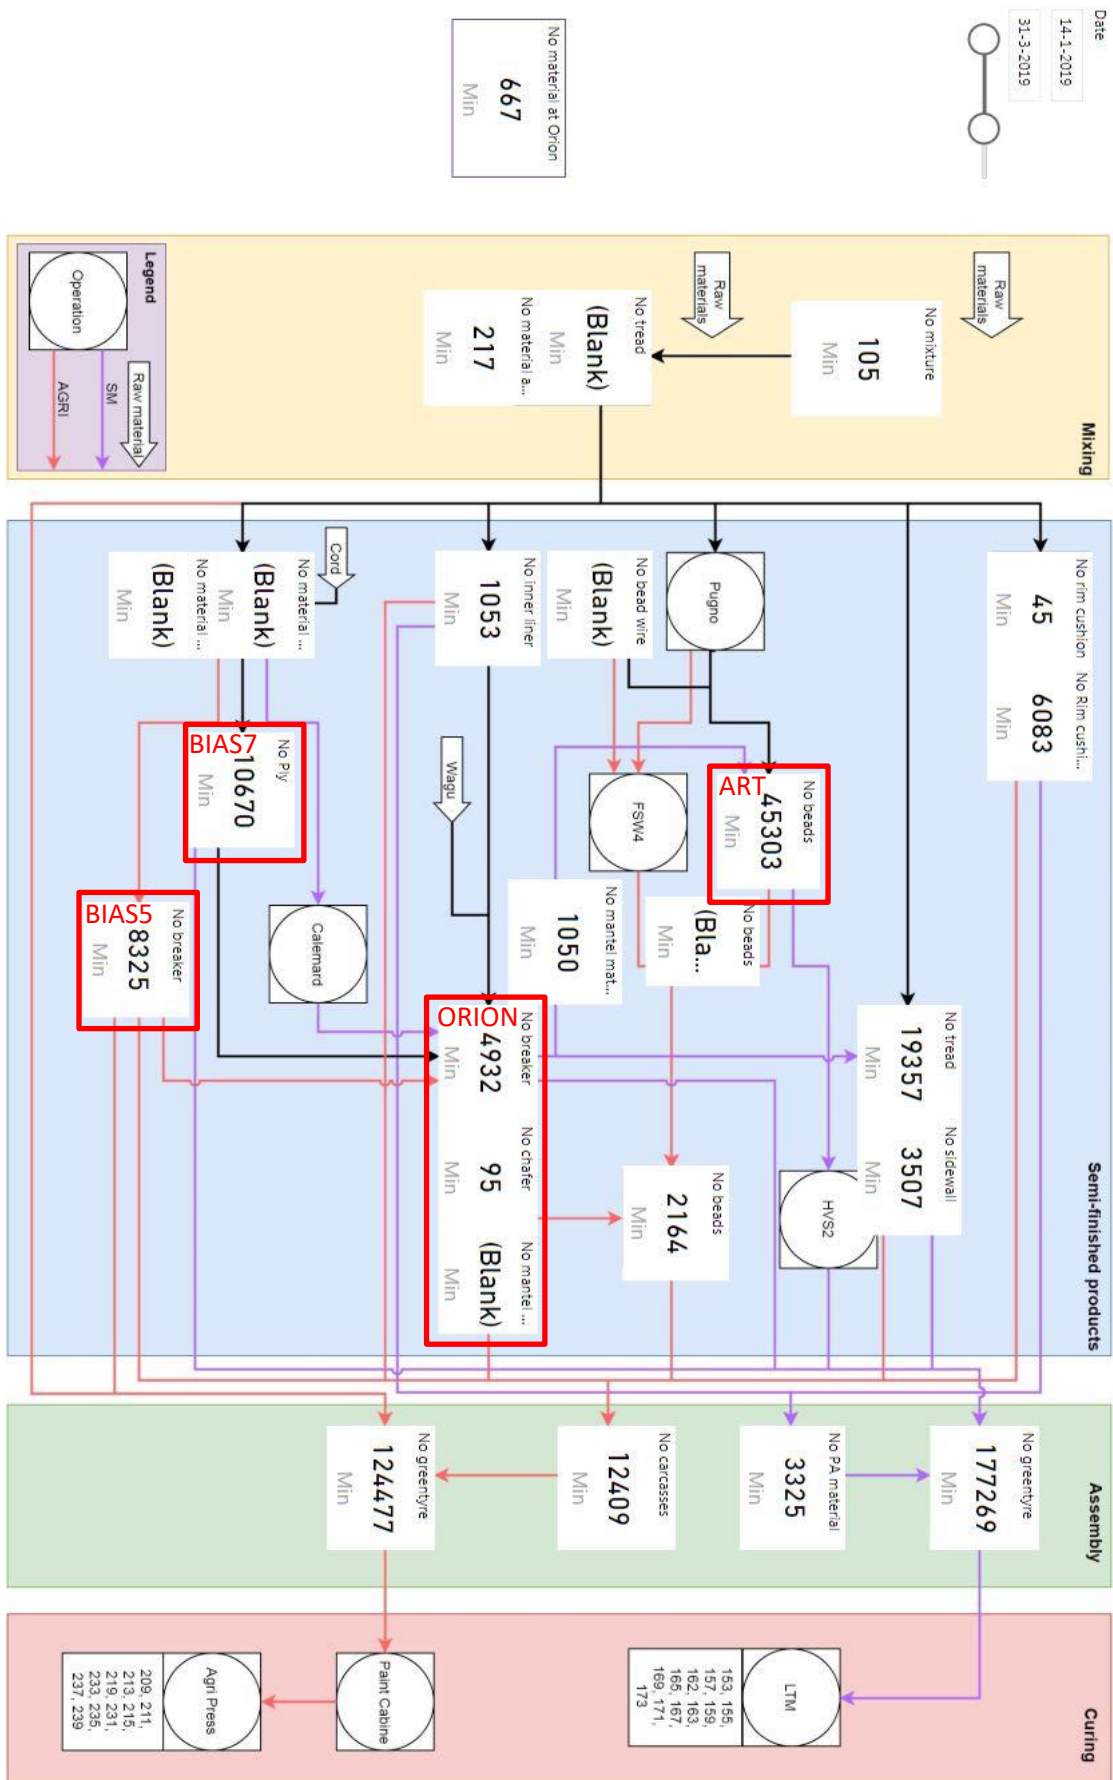 Date
14-1-2019
31-3-2019
No material at Orion
667
Min
Mixing
Raw
materials
No mixture
105
Min
Raw
materials
No tread
(Blank)
Min
No material a...
217
Min
Legend
Operation
Raw material
SM
AGRI
Semi-finished products
No rim cushion
45
Min
No Rim cushi...
6083
Min
No tread
19357
Min
No sidewall
3507
Min
HVS2
Pugno
No beads
ART
45303
Min
No bead wire
(Blank)
Min
FSW4
No beads
(Bla...
Min
No beads
2164
Min
No mantel mat...
1050
Min
No inner liner
1053
Min
Wagu
ORION
No breaker
4932
Min
No chafer
95
Min
No mantel ...
(Blank)
Min
Cord
No material ...
(Blank)
Min
No material ...
(Blank)
Min
Calemard
BIAS7
No Ply
10670
Min
BIAS5
No breaker
8325
Min
Assembly
No greentyre
177269
Min
No PA material
3325
Min
No carcasses
12409
Min
No greentyre
124477
Min
Curing
LTM
153, 155,
157, 159,
162, 163,
165, 167,
169, 171,
173
Paint Cabine
Agri Press
209, 211,
213, 215,
219, 231,
233, 235,
237, 239